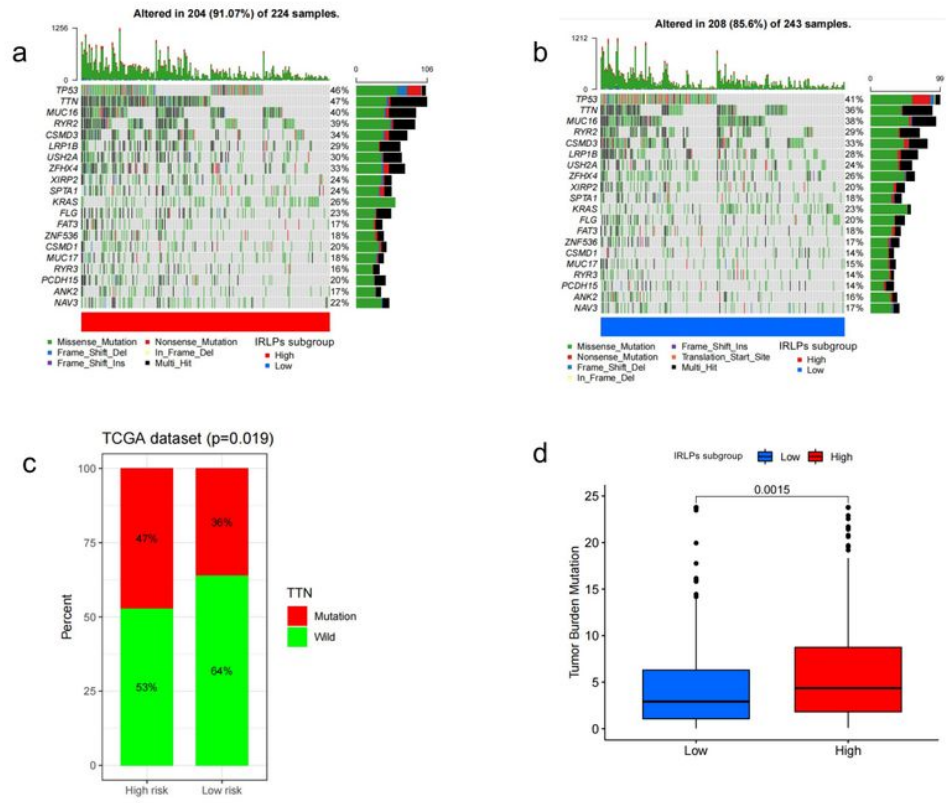 a
Altered in 204 (91.07%) of 224 samples.
1256
0
0 106
TP53 46%
TTN 47%
MUC16 40%
RYR2 39%
CSMD3 34%
LRP1B 29%
USH2A 30%
ZFHX4 33%
XIRP2 24%
SPTA1 24%
KRAS 26%
FLG 23%
FAT3 17%
ZNF536 18%
CSMD1 20%
MUC17 18%
RYR3 16%
PCDH15 20%
ANK2 17%
NAV3 22%
Missense_Mutation Nonsense_Mutation IRLPs subgroup
Frame_Shift_Del In_Frame_Del High
Frame_Shift_Ins Multi_Hit Low
b
Altered in 208 (85.6%) of 243 samples.
1212
0
0 99
TP53 41%
TTN 36%
MUC16 38%
RYR2 29%
CSMD3 33%
LRP1B 28%
USH2A 24%
ZFHX4 26%
XIRP2 20%
SPTA1 18%
KRAS 23%
FLG 20%
FAT3 18%
ZNF536 17%
CSMD1 14%
MUC17 15%
RYR3 14%
PCDH15 14%
ANK2 16%
NAV3 17%
Missense_Mutation Frame_Shift_Ins IRLPs subgroup
Nonsense_Mutation Translation_Start_Site High
Frame_Shift_Del Multi_Hit Low
In_Frame_Del
c
TCGA dataset (p=0.019)
100
75
50
25
0
Percent
47% 36%
53% 64%
High risk Low risk
TTN
Mutation
Wild
d
IRLPs subgroup Low High
0.0015
25
20
15
10
5
0
Tumor Burden Mutation
Low High